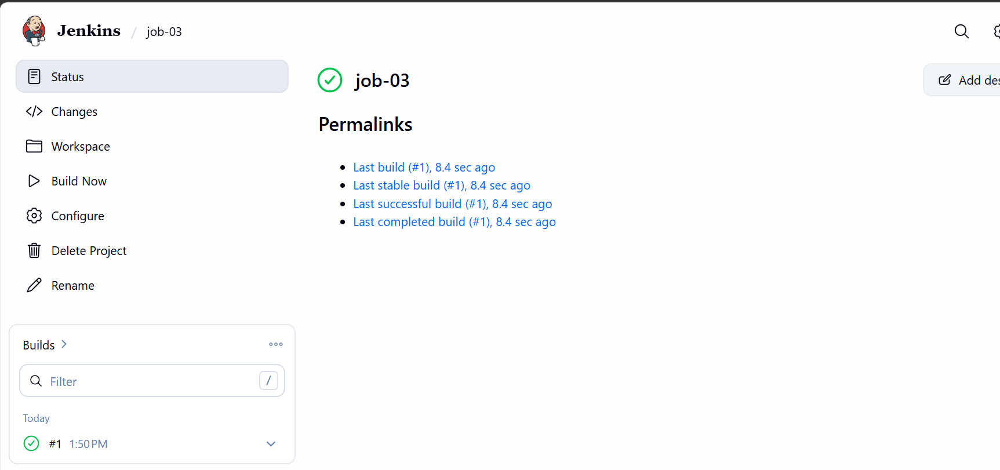 Jenkins / job-03
Status
Changes
Workspace
Build Now
Configure
Delete Project
Rename
Builds
Filter /
Today
#1 1:50 PM
job-03
Add des
Permalinks
Last build (#1), 8.4 sec ago
Last stable build (#1), 8.4 sec ago
Last successful build (#1), 8.4 sec ago
Last completed build (#1), 8.4 sec ago